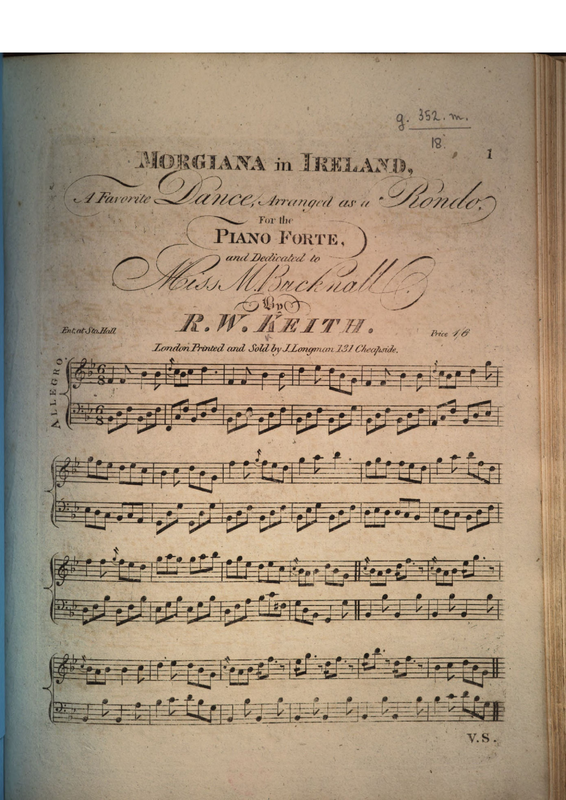 g. 352. m.
18.
1
MORGIANA in IRELAND,
A Favorite Dance, Arranged as a Rondo,
For the
PIANO FORTE,
and Dedicated to
Miss M. Bucknall
By
R. W. KEITH.
Ent. at Sta. Hall.
Price 1/6
London Printed and Sold by J. Longman 131 Cheapside.
ALLEGRO
V.S.